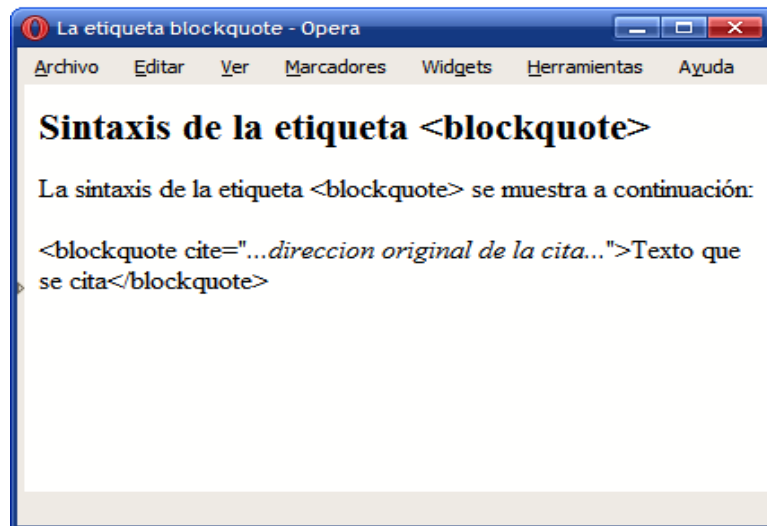 La etiqueta blockquote - Opera
Archivo Editar Ver Marcadores Widgets Herramientas Ayuda
Sintaxis de la etiqueta <blockquote>
La sintaxis de la etiqueta <blockquote> se muestra a continuación:
<blockquote cite="...direccion original de la cita...">Texto que
se cita</blockquote>